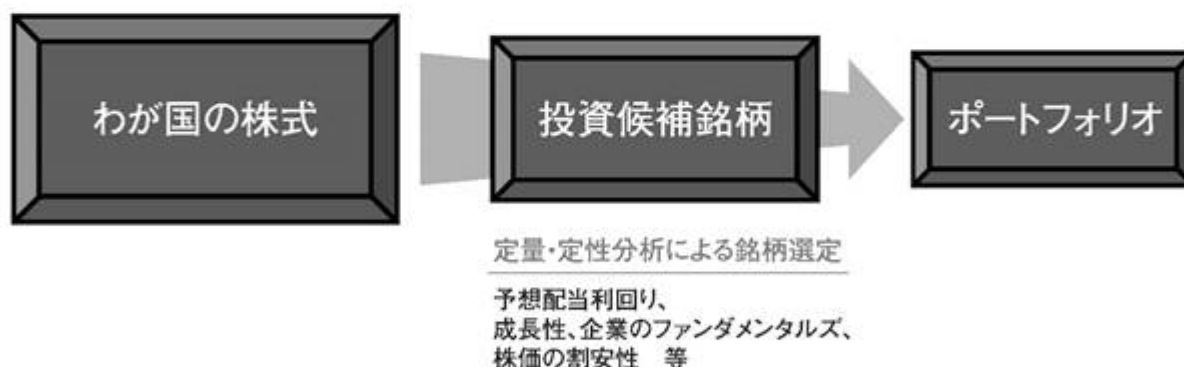 わが国の株式
投資候補銘柄
ポートフォリオ
定量・定性分析による銘柄選定
予想配当利回り、
成長性、企業のファンダメンタルズ、
株価の割安性　等